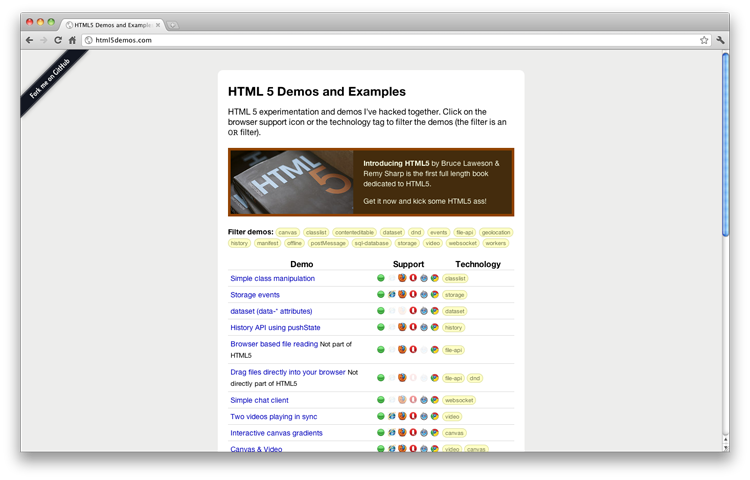 HTML5 Demos and Example
html5demos.com
Fork me on GitHub
HTML 5 Demos and Examples
HTML 5 experimentation and demos I've hacked together. Click on the
browser support icon or the technology tag to filter the demos (the filter is an
OR filter).
HTML
5
Introducing HTML5 by Bruce Laweson &
Remy Sharp is the first full length book
dedicated to HTML5.
Get it now and kick some HTML5 ass!
Filter demos: canvas classlist contenteditable dataset dnd events file-api geolocation
history manifest offline postMessage sql-database storage video websocket workers
Demo Support Technology
Simple class manipulation classlist
Storage events storage
dataset (data-* attributes) dataset
History API using pushState history
Browser based file reading Not part of
HTML5 file-api
Drag files directly into your browser Not
directly part of HTML5 file-api dnd
Simple chat client websocket
Two videos playing in sync video
Interactive canvas gradients canvas
Canvas & Video video canvas